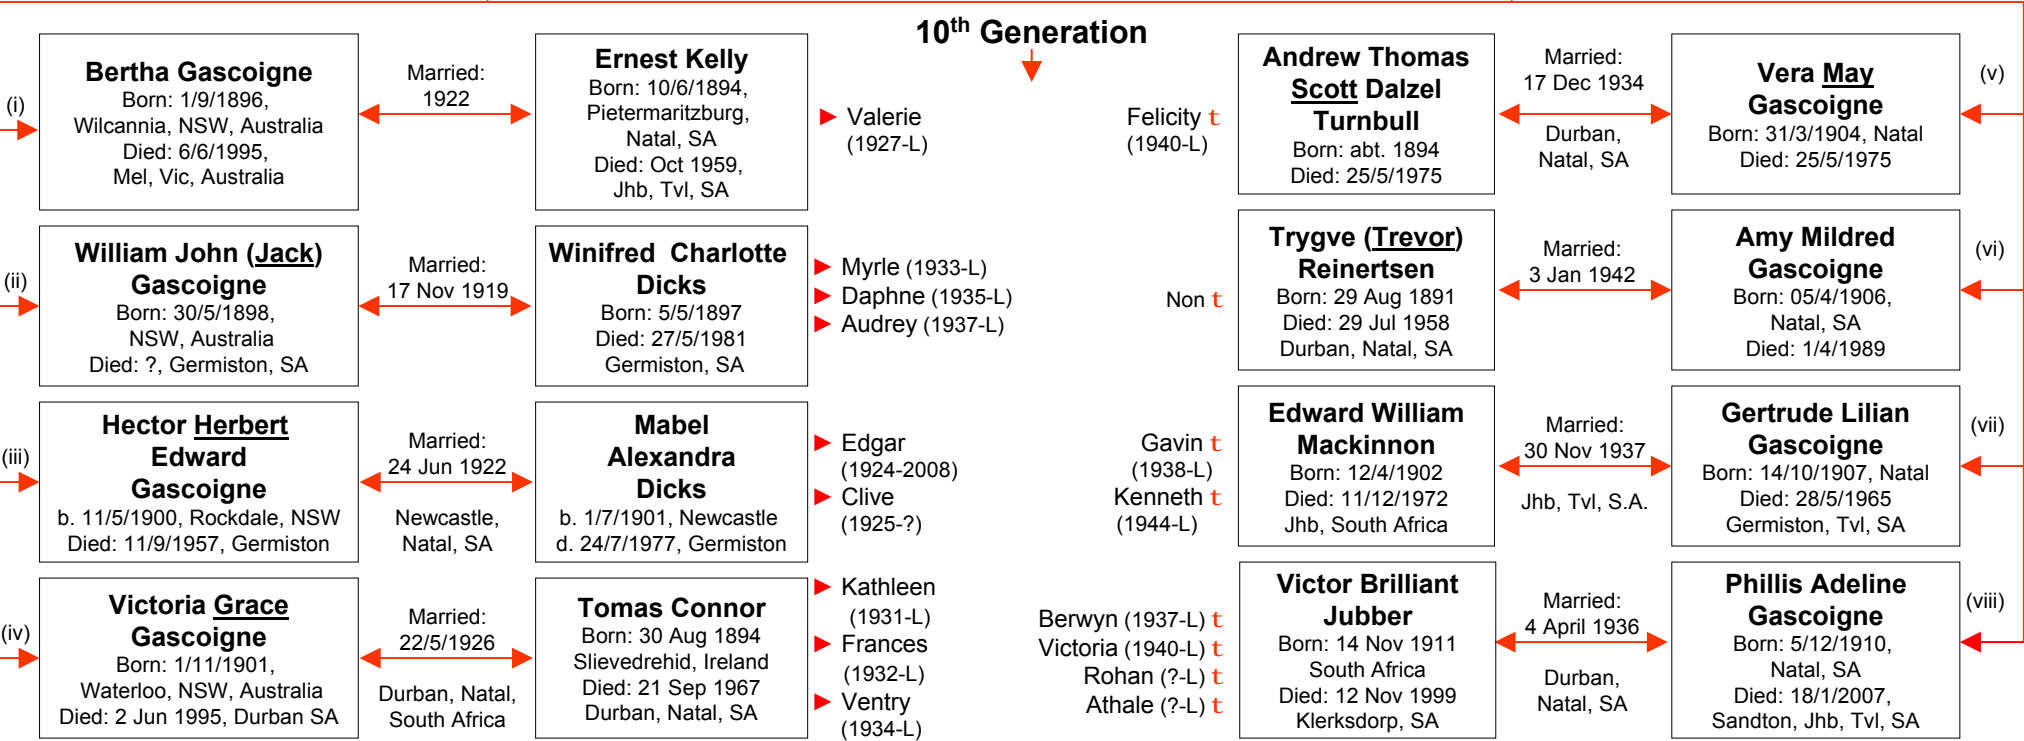 10th Generation
(i)
Bertha Gascoigne
Born: 1/9/1896,
Wilcannia, NSW, Australia
Died: 6/6/1995,
Mel, Vic, Australia
Married:
1922
Ernest Kelly
Born: 10/6/1894,
Pietermaritzburg,
Natal, SA
Died: Oct 1959,
Jhb, Tvl, SA
Valerie
(1927-L)
Felicity t
(1940-L)
Andrew Thomas
Scott Dalzel
Turnbull
Born: abt. 1894
Died: 25/5/1975
Married:
17 Dec 1934
Durban,
Natal, SA
Vera May
Gascoigne
Born: 31/3/1904, Natal
Died: 25/5/1975
(v)
(ii)
William John (Jack)
Gascoigne
Born: 30/5/1898,
NSW, Australia
Died: ?, Germiston, SA
Married:
17 Nov 1919
Winifred Charlotte
Dicks
Born: 5/5/1897
Died: 27/5/1981
Germiston, SA
Myrle (1933-L)
Daphne (1935-L)
Audrey (1937-L)
Non t
Trygve (Trevor)
Reinertsen
Born: 29 Aug 1891
Died: 29 Jul 1958
Durban, Natal, SA
Married:
3 Jan 1942
Amy Mildred
Gascoigne
Born: 05/4/1906,
Natal, SA
Died: 1/4/1989
(vi)
(iii)
Hector Herbert
Edward
Gascoigne
b. 11/5/1900, Rockdale, NSW
Died: 11/9/1957, Germiston
Married:
24 Jun 1922
Newcastle,
Natal, SA
Mabel
Alexandra
Dicks
b. 1/7/1901, Newcastle
d. 24/7/1977, Germiston
Edgar
(1924-2008)
Clive
(1925-?)
Gavin t
(1938-L)
Kenneth t
(1944-L)
Edward William
Mackinnon
Born: 12/4/1902
Died: 11/12/1972
Jhb, South Africa
Married:
30 Nov 1937
Jhb, Tvl, S.A.
Gertrude Lilian
Gascoigne
Born: 14/10/1907, Natal
Died: 28/5/1965
Germiston, Tvl, SA
(vii)
(iv)
Victoria Grace
Gascoigne
Born: 1/11/1901,
Waterloo, NSW, Australia
Died: 2 Jun 1995, Durban SA
Married:
22/5/1926
Durban, Natal,
South Africa
Tomas Connor
Born: 30 Aug 1894
Slievedrehid, Ireland
Died: 21 Sep 1967
Durban, Natal, SA
Kathleen
(1931-L)
Frances
(1932-L)
Ventry
(1934-L)
Berwyn (1937-L) t
Victoria (1940-L) t
Rohan (?-L) t
Athale (?-L) t
Victor Brilliant
Jubber
Born: 14 Nov 1911
South Africa
Died: 12 Nov 1999
Klerksdorp, SA
Married:
4 April 1936
Durban,
Natal, SA
Phillis Adeline
Gascoigne
Born: 5/12/1910,
Natal, SA
Died: 18/1/2007,
Sandton, Jhb, Tvl, SA
(viii)